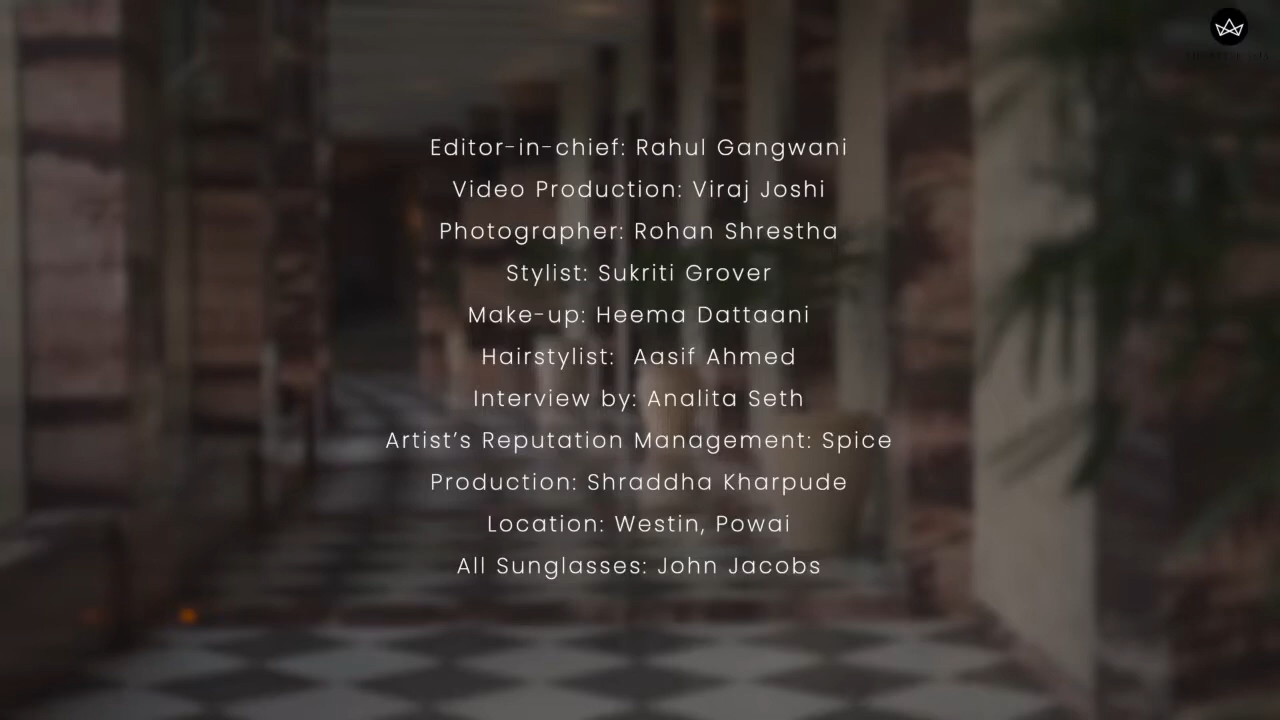 Editor-in-chief: Rahul Gangwani
Video Production: Viraj Joshi
Photographer: Rohan Shrestha
Stylist: Sukriti Grover
Make-up: Heema Dattaani
Hairstylist: Aasif Ahmed
Interview by: Analita Seth
Artist’s Reputation Management: Spice
Production: Shraddha Kharpude
Location: Westin, Powai
All Sunglasses: John Jacobs